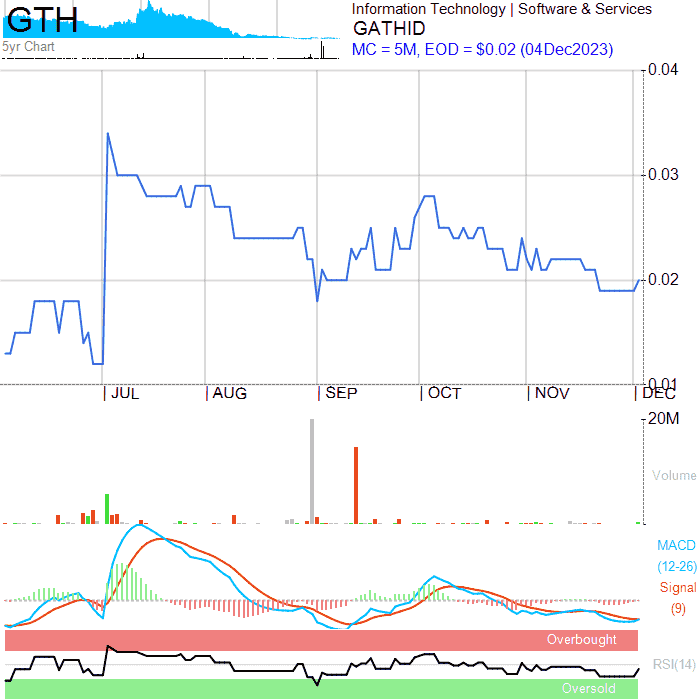 GTH
5yr Chart
Information Technology | Software & Services
GATHID
MC = 5M, EOD = $0.02 (04Dec2023)
0.04
0.03
0.02
0.01
JUL AUG SEP OCT NOV DEC
20M
Volume
MACD
(12-26)
Signal
(9)
Overbought
RSI(14)
Oversold